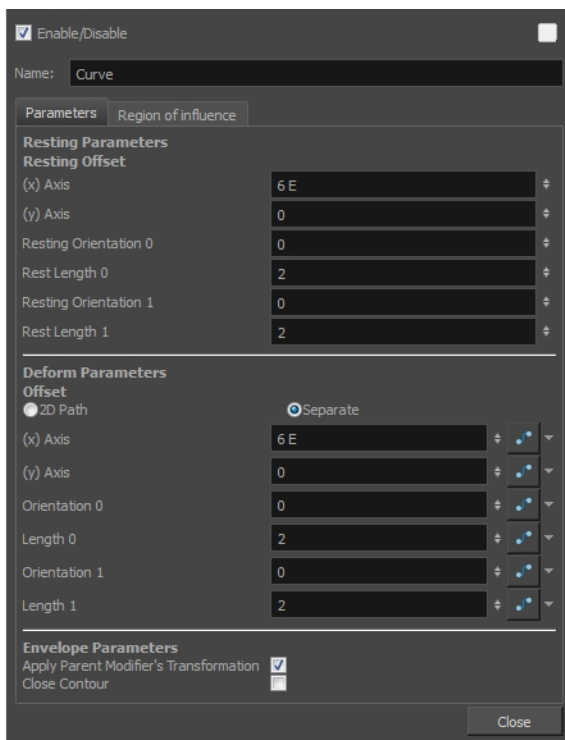 Enable/Disable
Name: Curve
Parameters Region of influence
Resting Parameters
Resting Offset
(x) Axis 6 E
(y) Axis 0
Resting Orientation 0 0
Rest Length 0 2
Resting Orientation 1 0
Rest Length 1 2
Deform Parameters
Offset
2D Path Separate
(x) Axis 6 E
(y) Axis 0
Orientation 0 0
Length 0 2
Orientation 1 0
Length 1 2
Envelope Parameters
Apply Parent Modifier's Transformation
Close Contour
Close